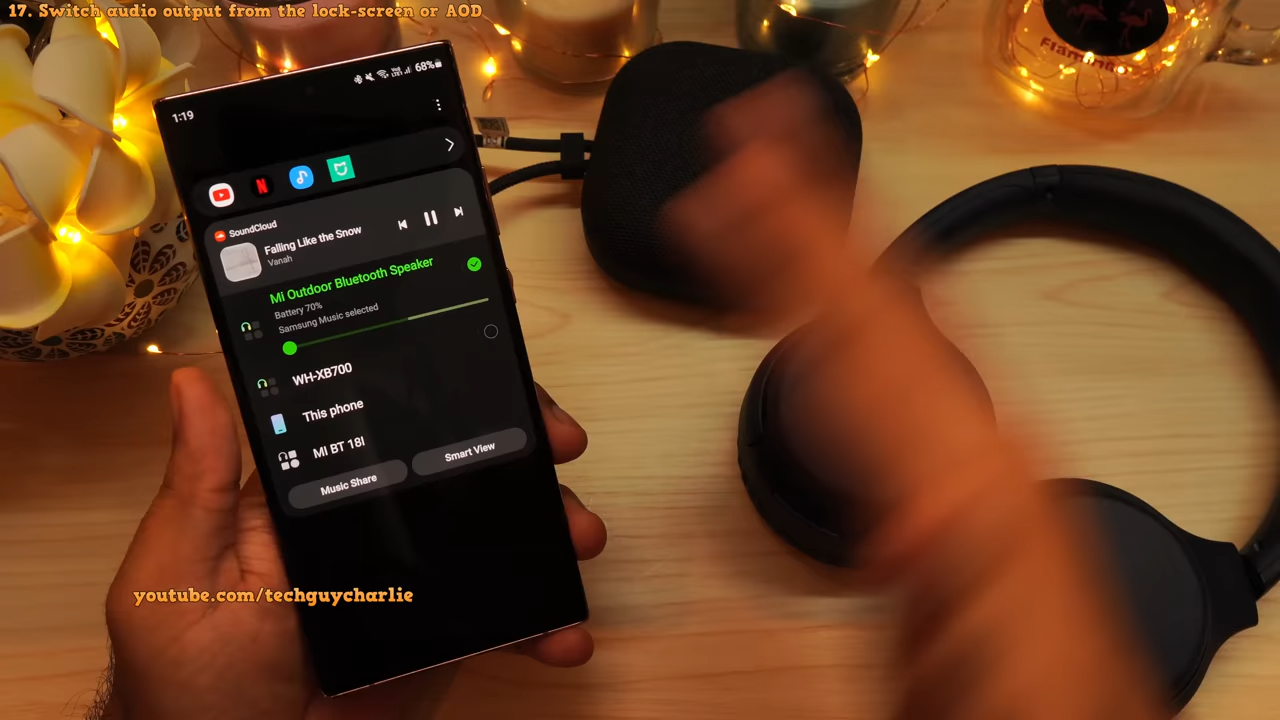 17. Switch audio output from the lock-screen or AOD
1:19
68%
SoundCloud
Falling Like the Snow
Vanah
Mi Outdoor Bluetooth Speaker
Battery 70%
Samsung Music selected
WH-XB700
This phone
MI BT 18I
Music Share
Smart View
youtube.com/techguycharlie